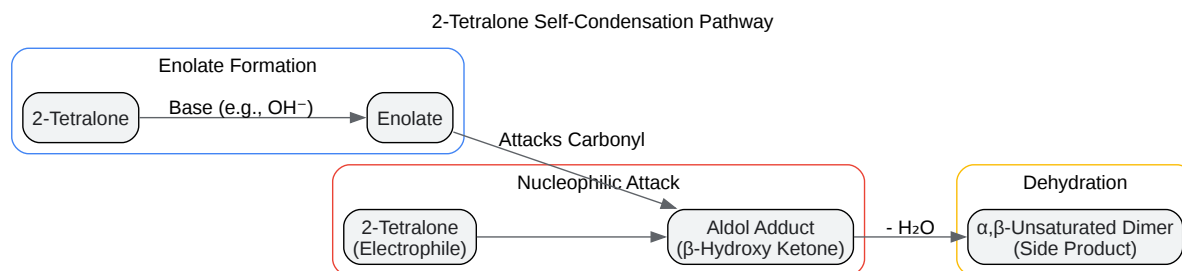 2-Tetralone Self-Condensation Pathway
Enolate Formation
2-Tetralone
Base (e.g., OH⁻)
Enolate
Attacks Carbonyl
Nucleophilic Attack
2-Tetralone
(Electrophile)
Aldol Adduct
(β-Hydroxy Ketone)
- H₂O
Dehydration
α,β-Unsaturated Dimer
(Side Product)